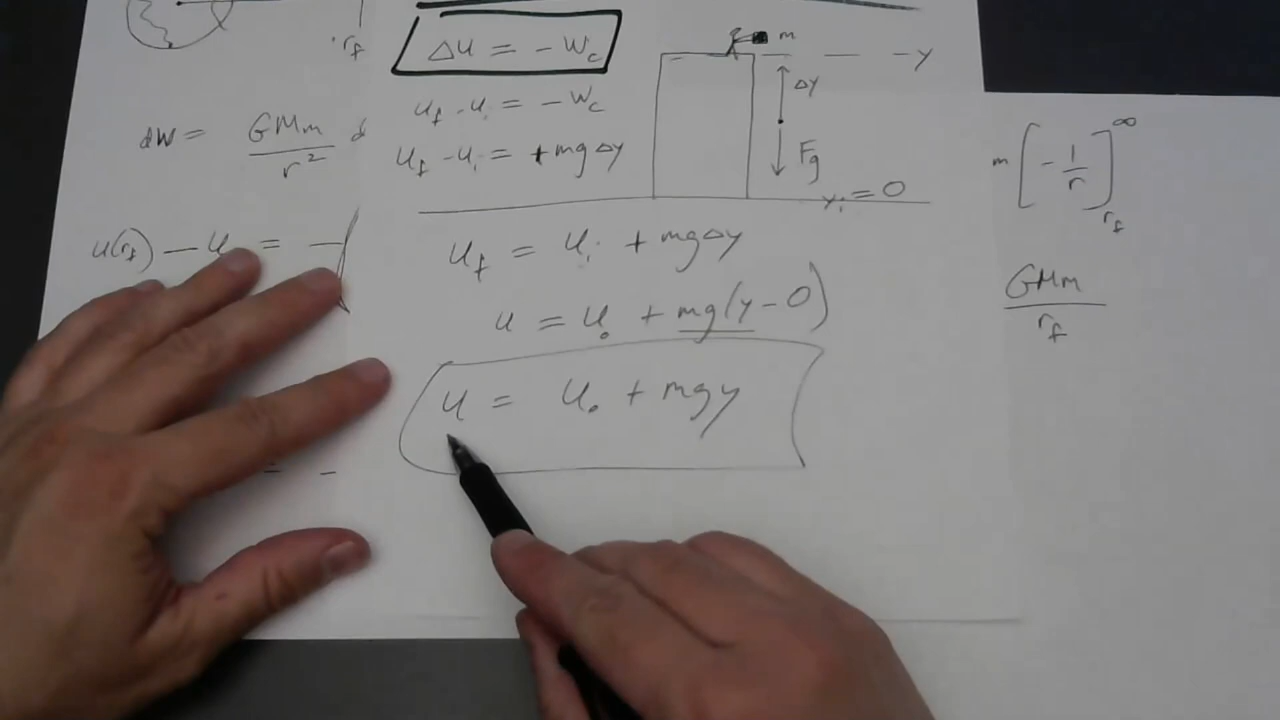 r_f
ΔU = -W_c
U_f - U_i = -W_c
U_f - U_i = +mgΔy
m
-y
Δy
F_g
y_i = 0
dW = GMm/r² d
U(r_f) - U = -
= -
U_f = U_i + mgΔy
U = U_0 + mg(y - 0)
U = U_0 + mgy
m[-1/r]^∞_{r_f}
GMm/r_f